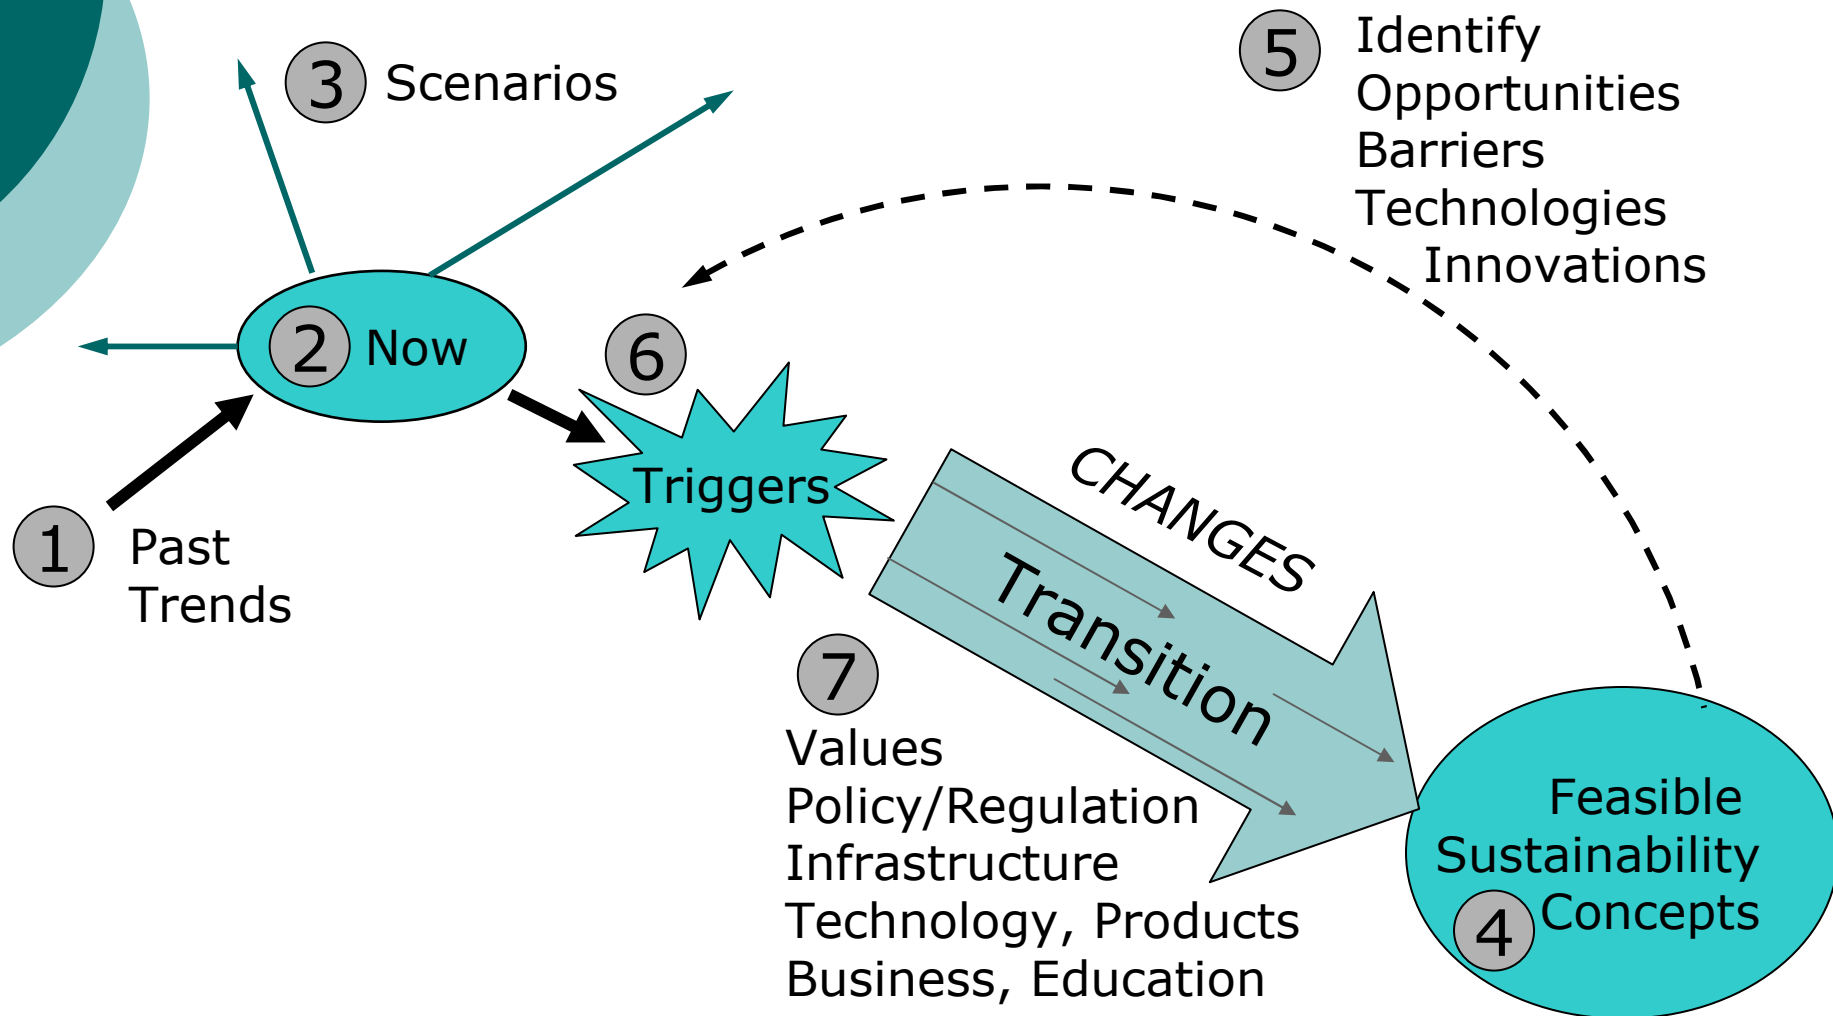 3 Scenarios
5 Identify
Opportunities
Barriers
Technologies
Innovations
2 Now
6
Triggers
1 Past
Trends
CHANGES
Transition
7
Values
Policy/Regulation
Infrastructure
Technology, Products
Business, Education
Feasible
Sustainability
4 Concepts